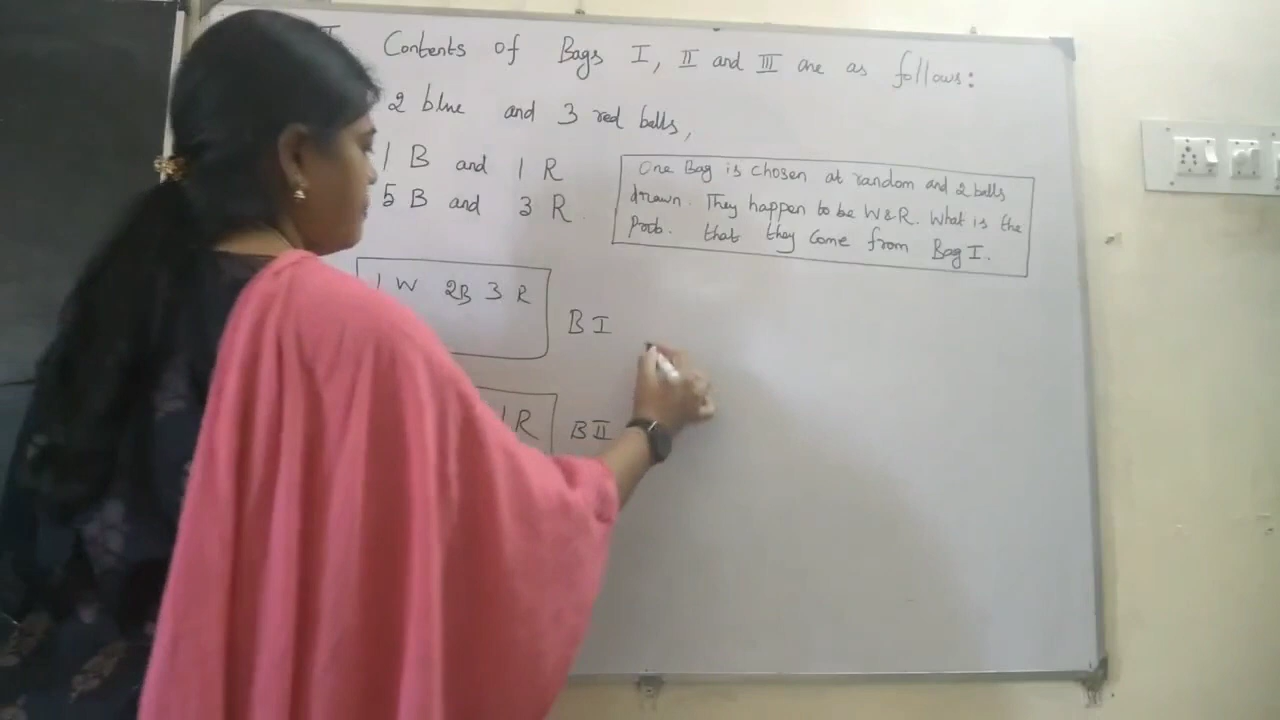 Contents of Bags I, II and III are as follows:
2 blue and 3 red balls,
1 B and 1 R
5 B and 3 R.
One Bag is chosen at random and 2 balls
drawn. They happen to be W&R. What is the
Prob. that they come from Bag I.
1 W 2B 3 R
B I
1 R
B II